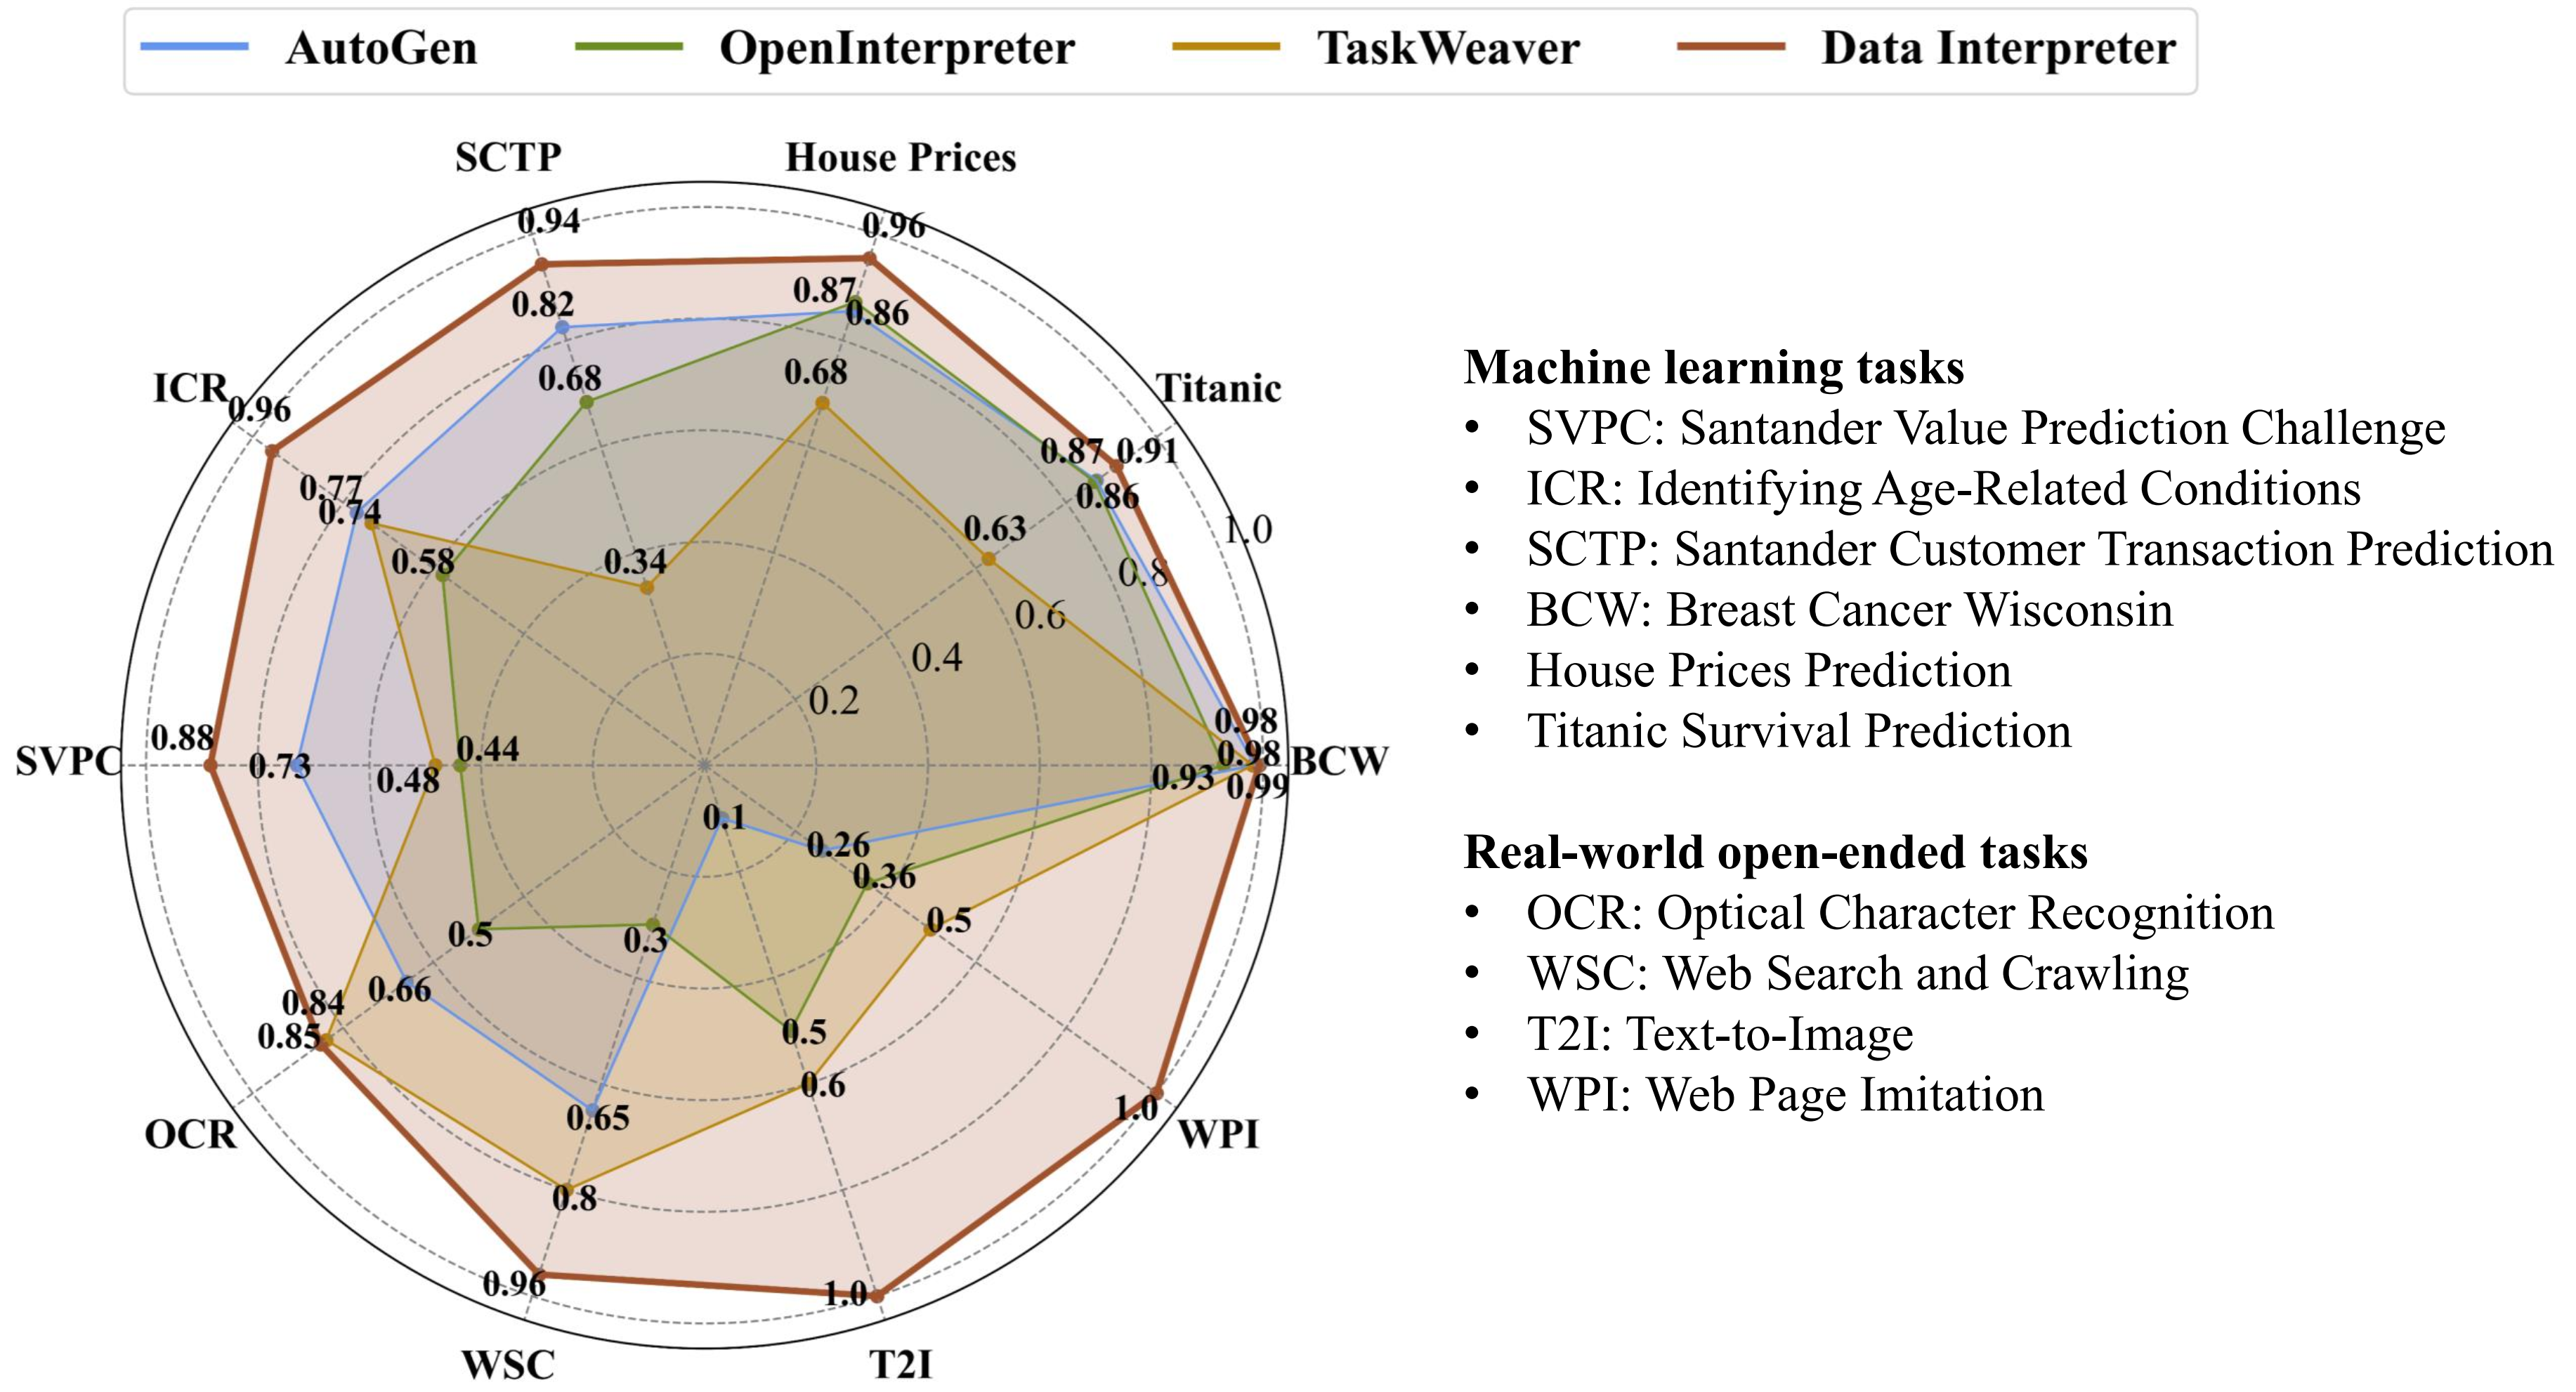 AutoGen OpenInterpreter TaskWeaver Data Interpreter
SCTP House Prices
0.94 0.96
0.87
0.82 0.86
0.68 0.68
ICR 0.96 Titanic
0.87 0.91
0.77 0.86
0.74
0.63 1.0
0.58 0.34 0.8
0.6
0.4
0.2
0.98
SVPC 0.88 0.73 0.48 0.44 0.98 BCW
0.93 0.99
0.1
0.26
0.36
0.5 0.3 0.5
0.84 0.66
0.85 0.5
0.6
OCR 0.65 1.0 WPI
0.8
0.96 1.0
WSC T2I
Machine learning tasks
• SVPC: Santander Value Prediction Challenge
• ICR: Identifying Age-Related Conditions
• SCTP: Santander Customer Transaction Prediction
• BCW: Breast Cancer Wisconsin
• House Prices Prediction
• Titanic Survival Prediction
Real-world open-ended tasks
• OCR: Optical Character Recognition
• WSC: Web Search and Crawling
• T2I: Text-to-Image
• WPI: Web Page Imitation